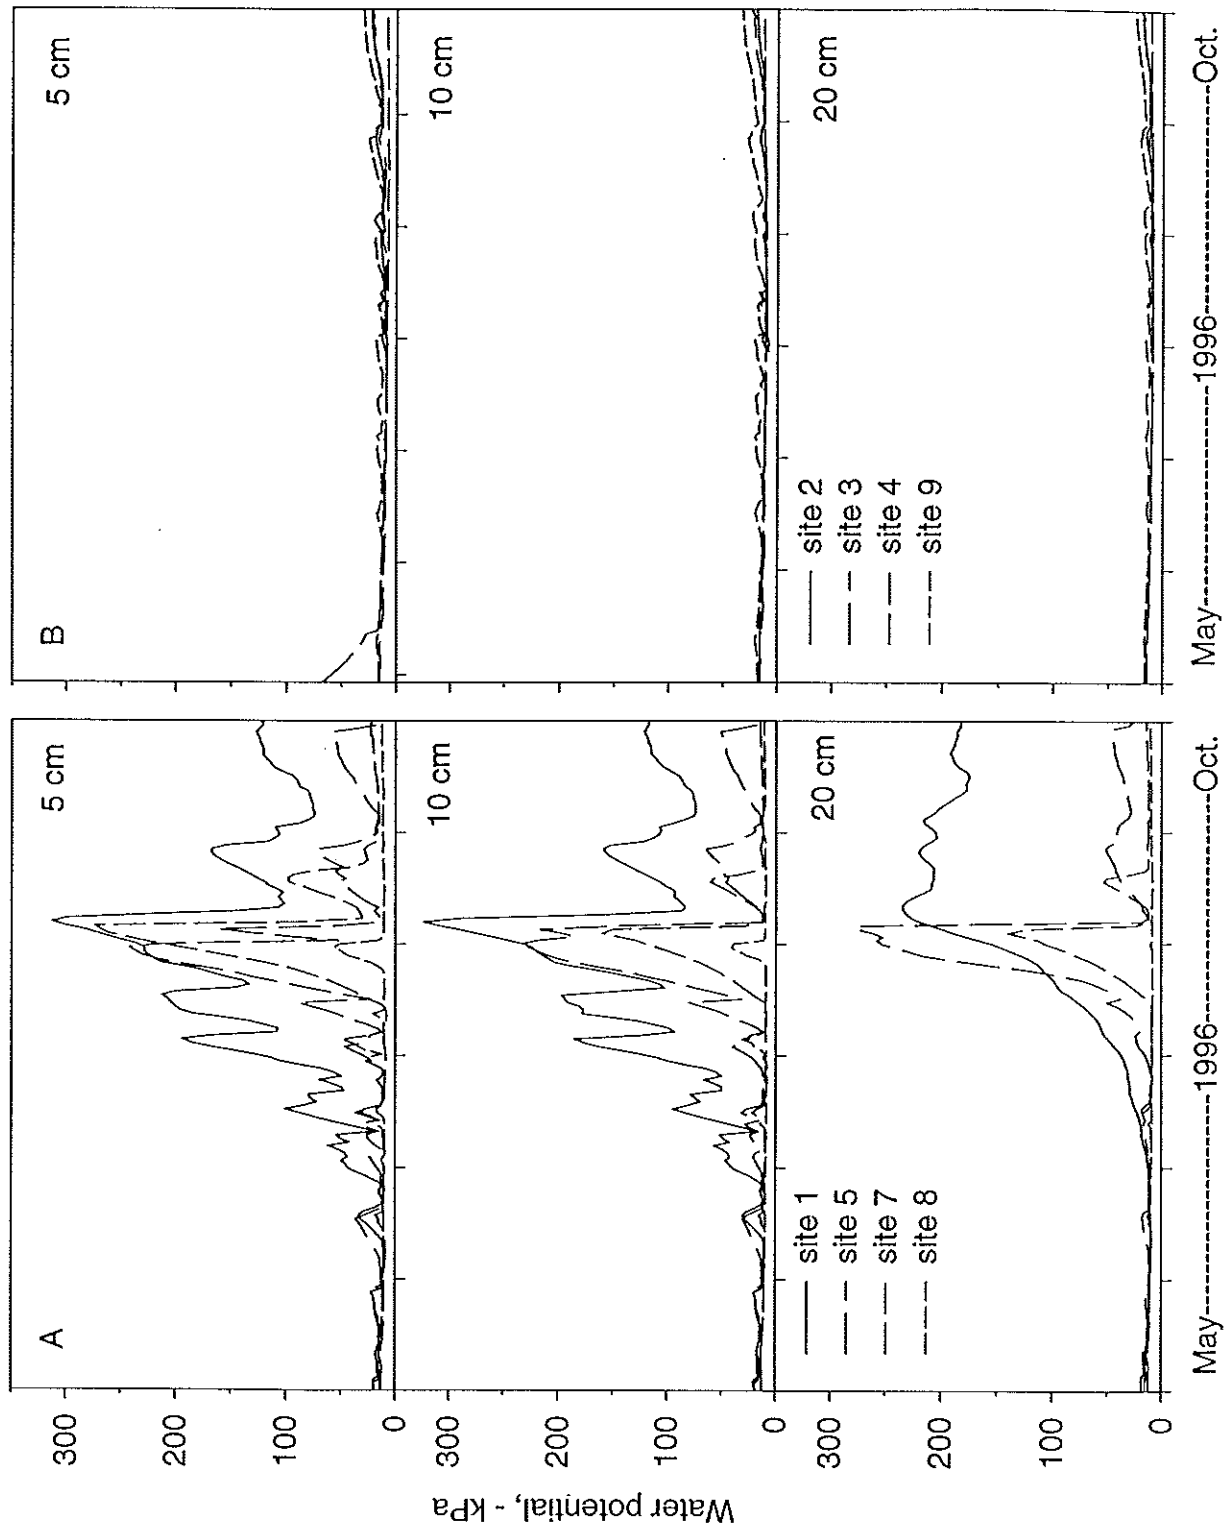 Water potential, - kPa
300
200
100
0
A
5 cm
B
5 cm
300
200
100
0
10 cm
10 cm
300
200
100
0
20 cm
site 1
site 5
site 7
site 8
20 cm
site 2
site 3
site 4
site 9
May---------1996---------Oct.
May---------1996---------Oct.